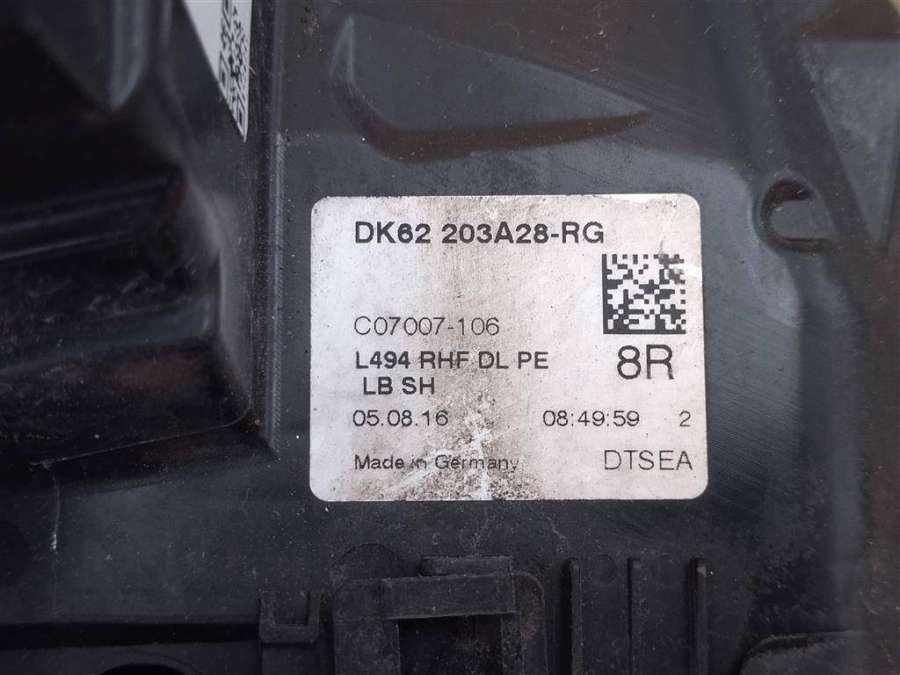 DK62 203A28-RG
C07007-106
L494 RHF DL PE
8R
LB SH
05.08.16 08:49:59 2
Made in Germany DTSEA